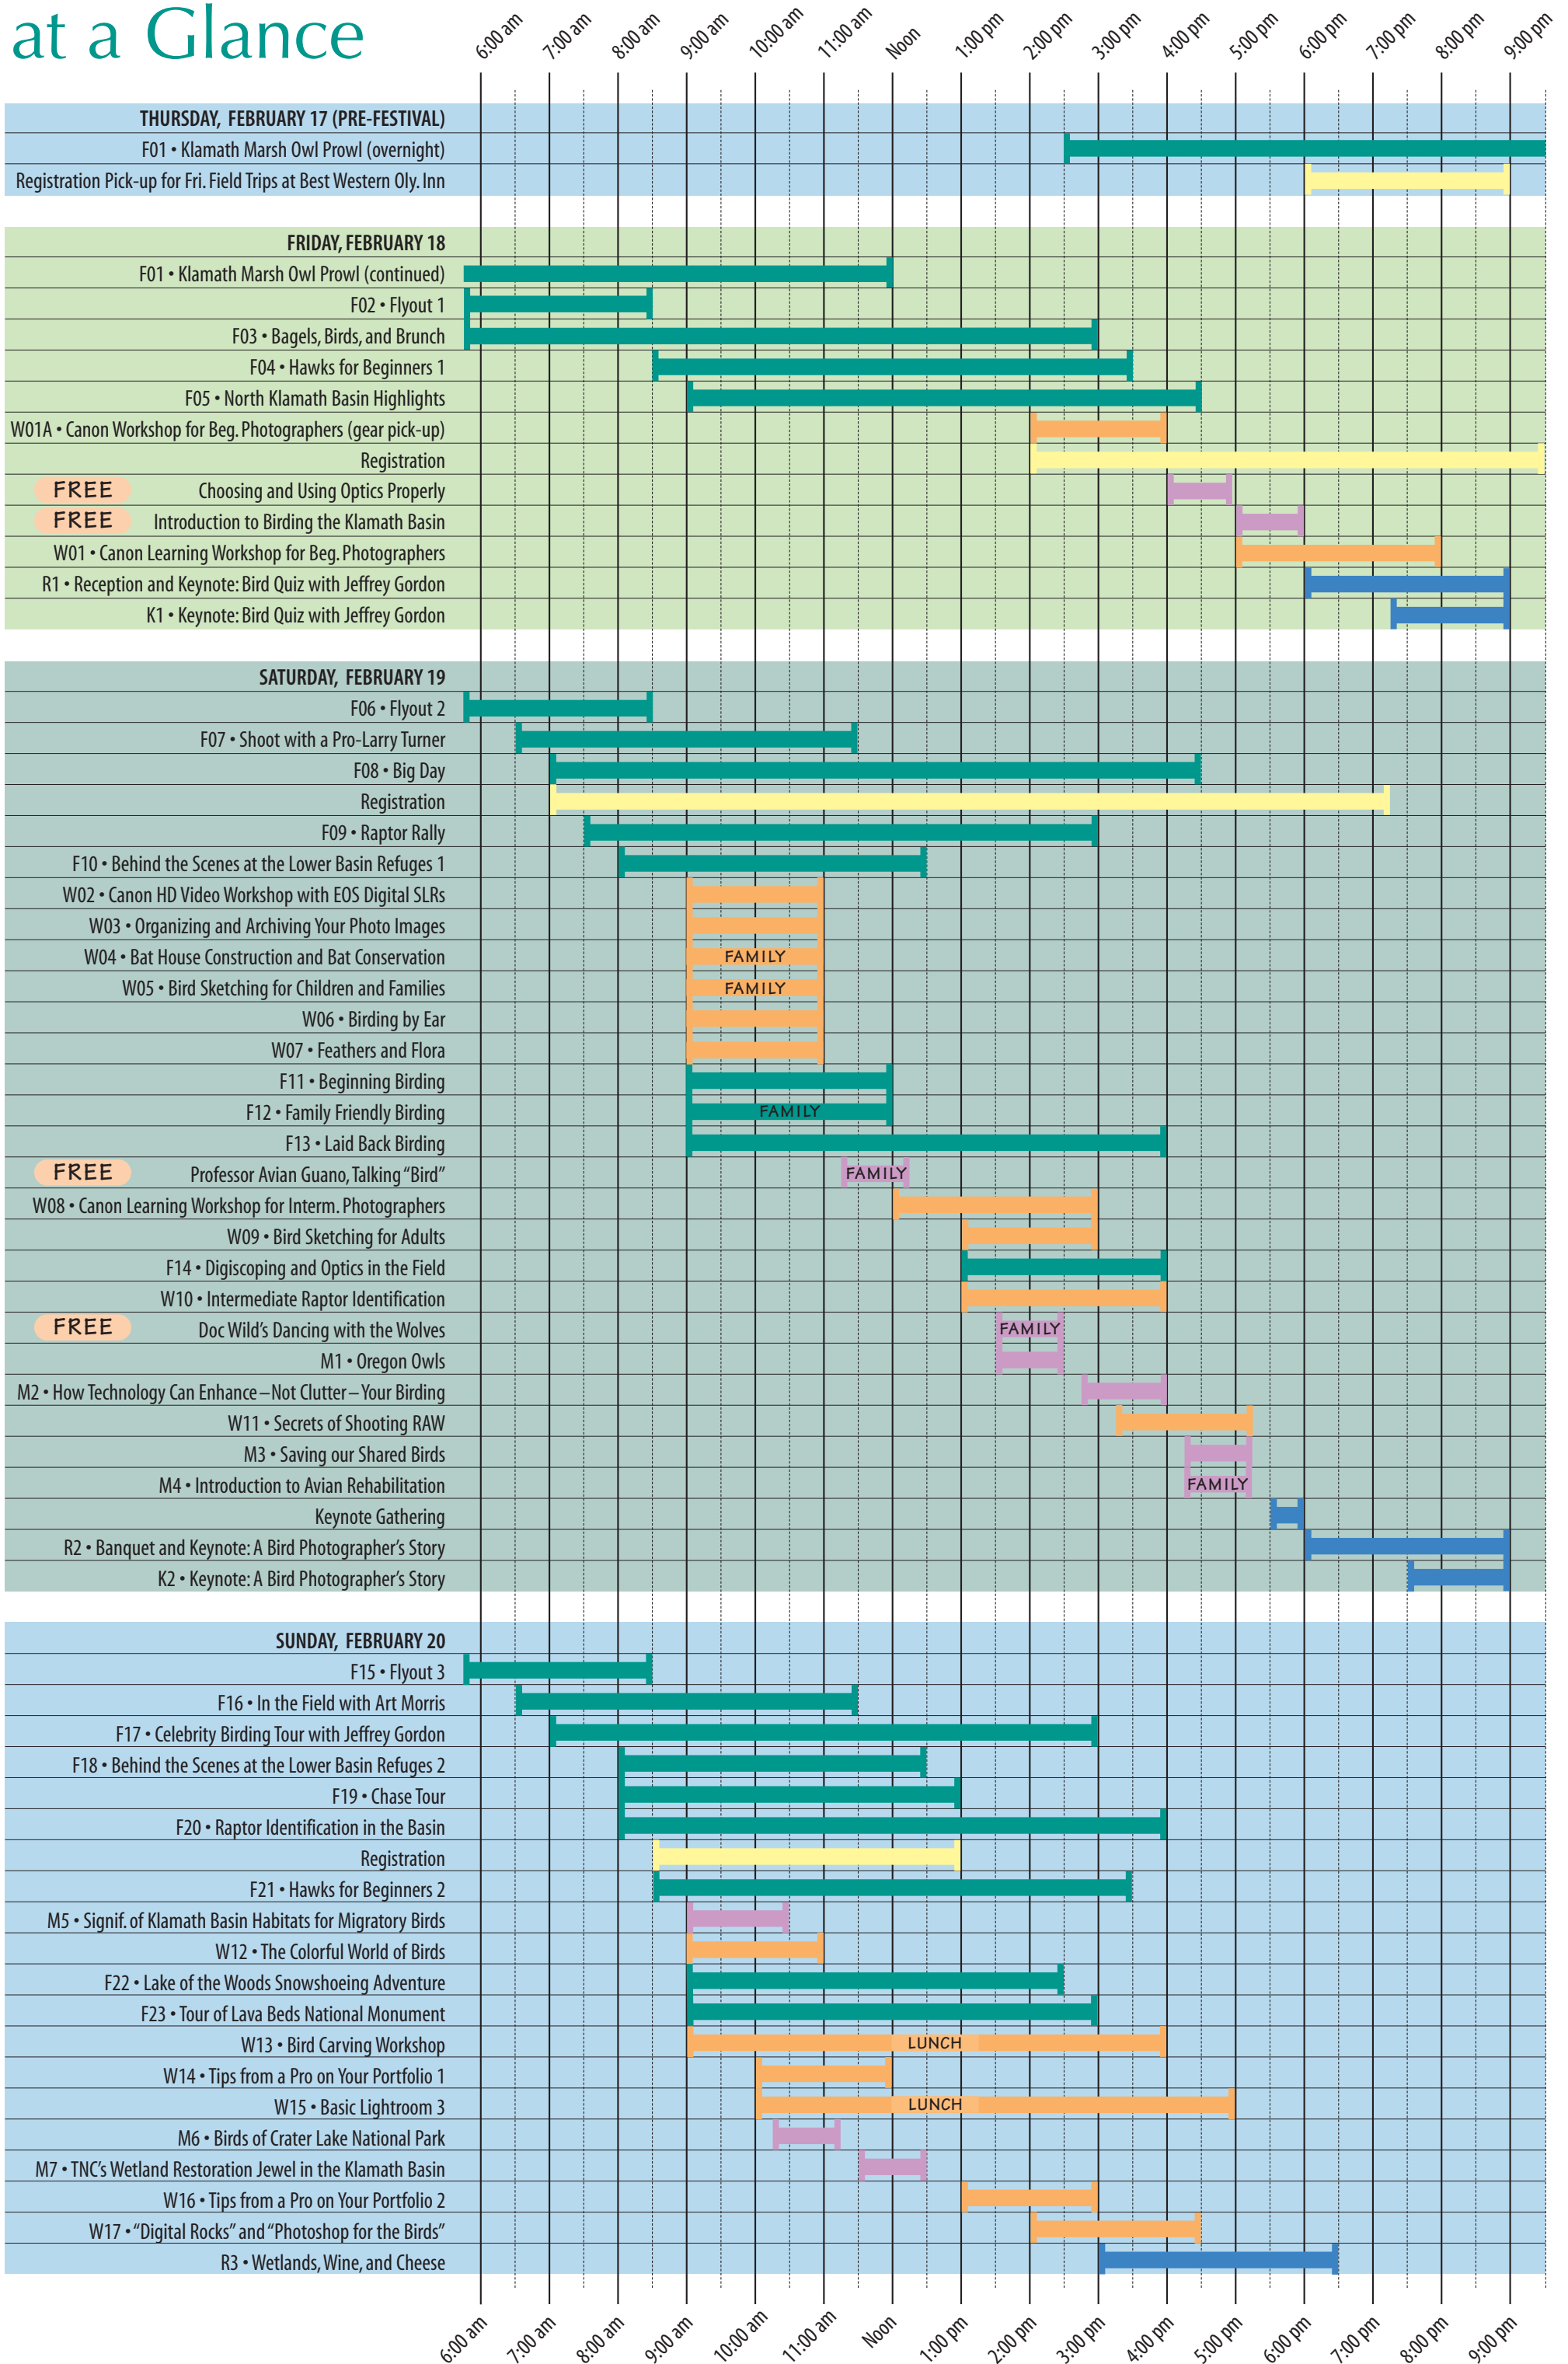 at a Glance
6:00 am 7:00 am 8:00 am 9:00 am 10:00 am 11:00 am Noon 1:00 pm 2:00 pm 3:00 pm 4:00 pm 5:00 pm 6:00 pm 7:00 pm 8:00 pm 9:00 pm
THURSDAY, FEBRUARY 17 (PRE-FESTIVAL)
F01 • Klamath Marsh Owl Prowl (overnight)
Registration Pick-up for Fri. Field Trips at Best Western Oly. Inn
FRIDAY, FEBRUARY 18
F01 • Klamath Marsh Owl Prowl (continued)
F02 • Flyout 1
F03 • Bagels, Birds, and Brunch
F04 • Hawks for Beginners 1
F05 • North Klamath Basin Highlights
W01A • Canon Workshop for Beg. Photographers (gear pick-up)
Registration
FREE Choosing and Using Optics Properly
FREE Introduction to Birding the Klamath Basin
W01 • Canon Learning Workshop for Beg. Photographers
R1 • Reception and Keynote: Bird Quiz with Jeffrey Gordon
K1 • Keynote: Bird Quiz with Jeffrey Gordon
SATURDAY, FEBRUARY 19
F06 • Flyout 2
F07 • Shoot with a Pro-Larry Turner
F08 • Big Day
Registration
F09 • Raptor Rally
F10 • Behind the Scenes at the Lower Basin Refuges 1
W02 • Canon HD Video Workshop with EOS Digital SLRs
W03 • Organizing and Archiving Your Photo Images
W04 • Bat House Construction and Bat Conservation FAMILY
W05 • Bird Sketching for Children and Families FAMILY
W06 • Birding by Ear
W07 • Feathers and Flora
F11 • Beginning Birding
F12 • Family Friendly Birding FAMILY
F13 • Laid Back Birding
FREE Professor Avian Guano, Talking “Bird” FAMILY
W08 • Canon Learning Workshop for Interm. Photographers
W09 • Bird Sketching for Adults
F14 • Digiscoping and Optics in the Field
W10 • Intermediate Raptor Identification
FREE Doc Wild’s Dancing with the Wolves FAMILY
M1 • Oregon Owls
M2 • How Technology Can Enhance–Not Clutter–Your Birding
W11 • Secrets of Shooting RAW
M3 • Saving our Shared Birds
M4 • Introduction to Avian Rehabilitation FAMILY
Keynote Gathering
R2 • Banquet and Keynote: A Bird Photographer’s Story
K2 • Keynote: A Bird Photographer’s Story
SUNDAY, FEBRUARY 20
F15 • Flyout 3
F16 • In the Field with Art Morris
F17 • Celebrity Birding Tour with Jeffrey Gordon
F18 • Behind the Scenes at the Lower Basin Refuges 2
F19 • Chase Tour
F20 • Raptor Identification in the Basin
Registration
F21 • Hawks for Beginners 2
M5 • Signif. of Klamath Basin Habitats for Migratory Birds
W12 • The Colorful World of Birds
F22 • Lake of the Woods Snowshoeing Adventure
F23 • Tour of Lava Beds National Monument
W13 • Bird Carving Workshop LUNCH
W14 • Tips from a Pro on Your Portfolio 1
W15 • Basic Lightroom 3 LUNCH
M6 • Birds of Crater Lake National Park
M7 • TNC’s Wetland Restoration Jewel in the Klamath Basin
W16 • Tips from a Pro on Your Portfolio 2
W17 • “Digital Rocks” and “Photoshop for the Birds”
R3 • Wetlands, Wine, and Cheese
6:00 am 7:00 am 8:00 am 9:00 am 10:00 am 11:00 am Noon 1:00 pm 2:00 pm 3:00 pm 4:00 pm 5:00 pm 6:00 pm 7:00 pm 8:00 pm 9:00 pm